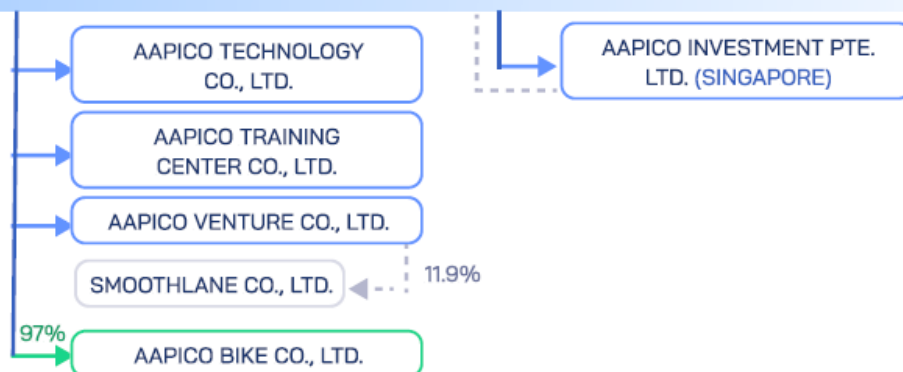 AAPICO TECHNOLOGY
CO., LTD.
AAPICO TRAINING
CENTER CO., LTD.
AAPICO VENTURE CO., LTD.
11.9%
SMOOTHLANE CO., LTD.
97%
AAPICO BIKE CO., LTD.
AAPICO INVESTMENT PTE.
LTD. (SINGAPORE)